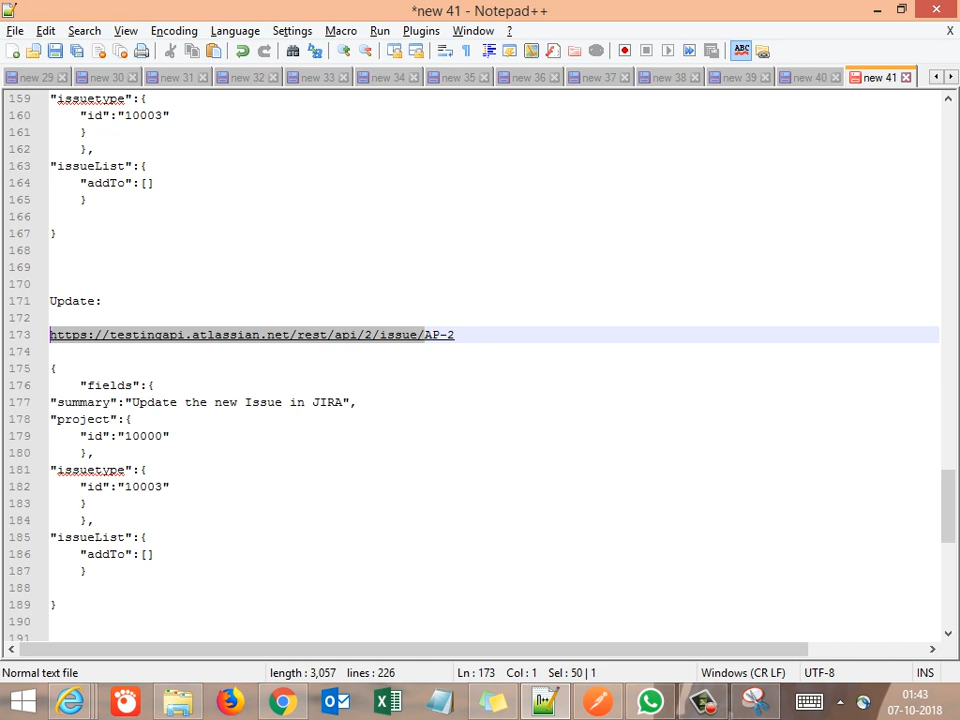 *new 41 - Notepad++
File Edit Search View Encoding Language Settings Macro Run Plugins Window ? X
ABC
new 29 new 30 new 31 new 32 new 33 new 34 new 35 new 36 new 37 new 38 new 39 new 40 new 41
159 "issuetype":{
160 "id":"10003"
161 }
162 },
163 "issueList":{
164 "addTo":[]
165 }
166
167 }
168
169
170
171 Update:
172
173 https://testingapi.atlassian.net/rest/api/2/issue/AP-2
174
175 {
176 "fields":{
177 "summary":"Update the new Issue in JIRA",
178 "project":{
179 "id":"10000"
180 },
181 "issuetype":{
182 "id":"10003"
183 }
184 },
185 "issueList":{
186 "addTo":[]
187 }
188
189 }
190
191
Normal text file length : 3,057 lines : 226 Ln : 173 Col : 1 Sel : 50 | 1 Windows (CR LF) UTF-8 INS
01:43
07-10-2018